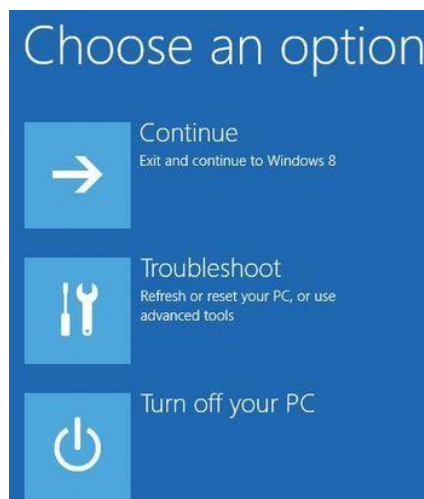 Choose an option
Continue
Exit and continue to Windows 8
Troubleshoot
Refresh or reset your PC, or use
advanced tools
Turn off your PC